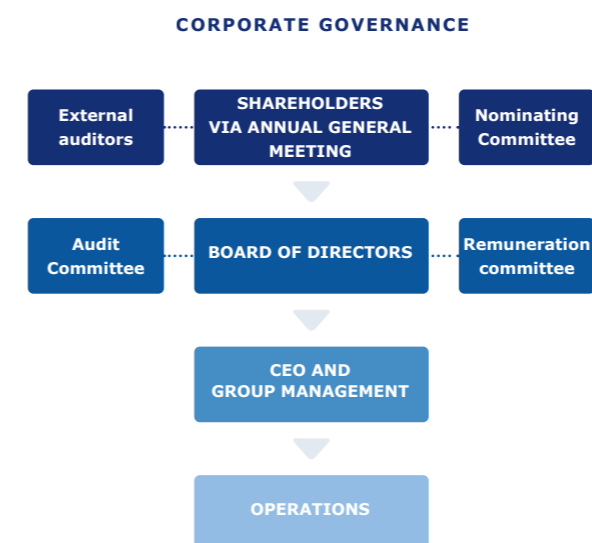 CORPORATE GOVERNANCE
External
auditors
SHAREHOLDERS
VIA ANNUAL GENERAL
MEETING
Nominating
Committee
Audit
Committee
BOARD OF DIRECTORS
Remuneration
committee
CEO AND
GROUP MANAGEMENT
OPERATIONS